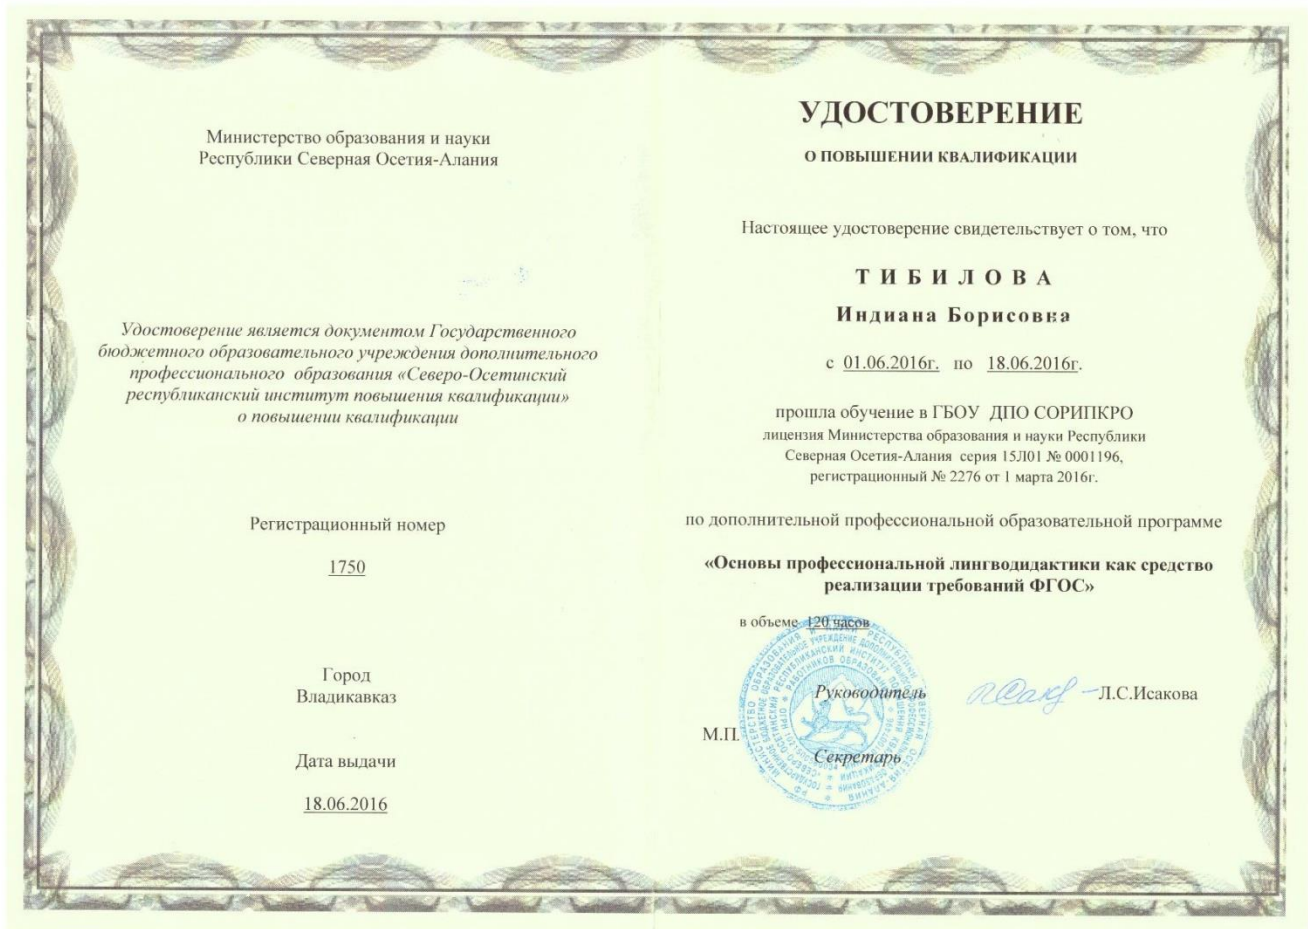 Министерство образования и науки
Республики Северная Осетия-Алания
Удостоверение является документом Государственного
бюджетного образовательного учреждения дополнительного
профессионального образования «Северо-Осетинский
республиканский институт повышения квалификации»
о повышении квалификации
Регистрационный номер
1750
Город
Владикавказ
Дата выдачи
18.06.2016
УДОСТОВЕРЕНИЕ
О ПОВЫШЕНИИ КВАЛИФИКАЦИИ
Настоящее удостоверение свидетельствует о том, что
ТИБИЛОВА
Индиана Борисовна
с 01.06.2016г. по 18.06.2016г.
прошла обучение в ГБОУ ДПО СОРИПКРО
лицензия Министерства образования и науки Республики
Северная Осетия-Алания серия 15Л01 № 0001196,
регистрационный № 2276 от 1 марта 2016г.
по дополнительной профессиональной образовательной программе
«Основы профессиональной лингводидактики как средство
реализации требований ФГОС»
в объеме 120 часов
Руководитель Л.С.Исакова
М.П.
Секретарь